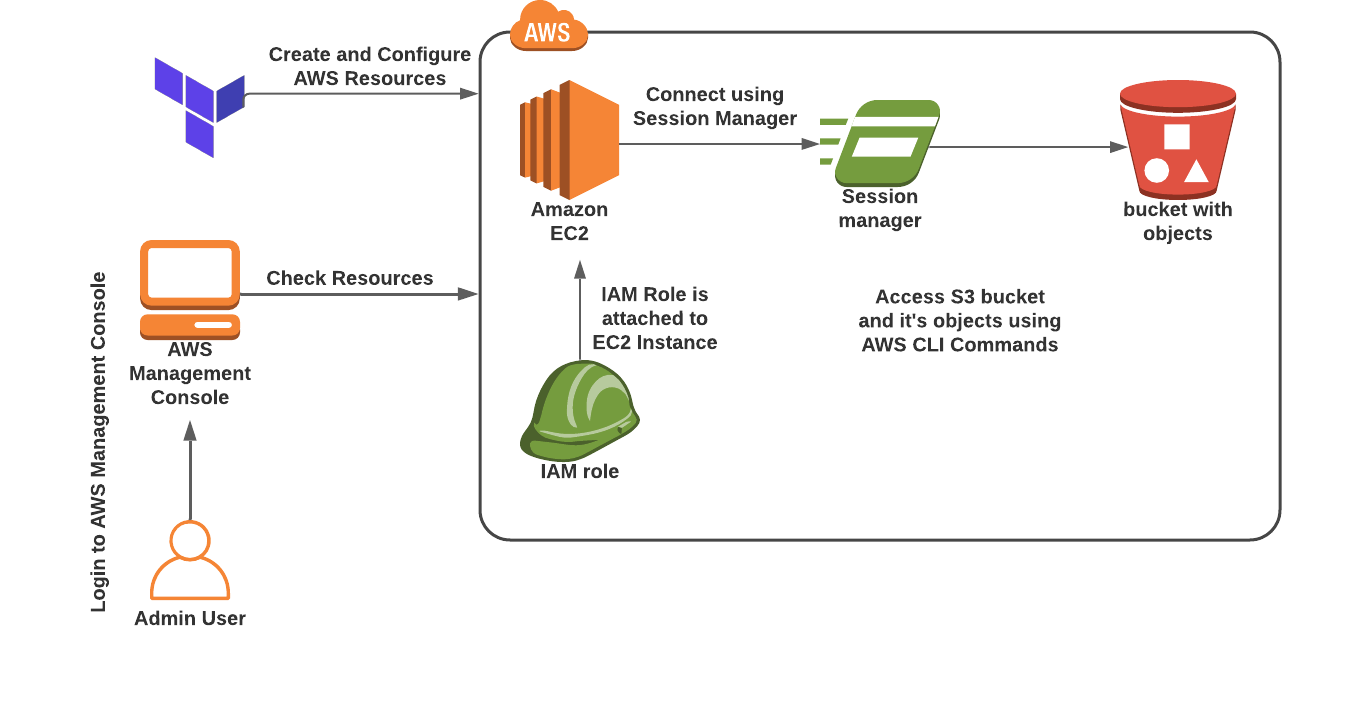 AWS
Create and Configure
AWS Resources
Connect using
Session Manager
Amazon
EC2
Session
manager
bucket with
objects
Check Resources
IAM Role is
attached to
EC2 Instance
Access S3 bucket
and it's objects using
AWS CLI Commands
AWS
Management
Console
Login to AWS Management Console
IAM role
Admin User